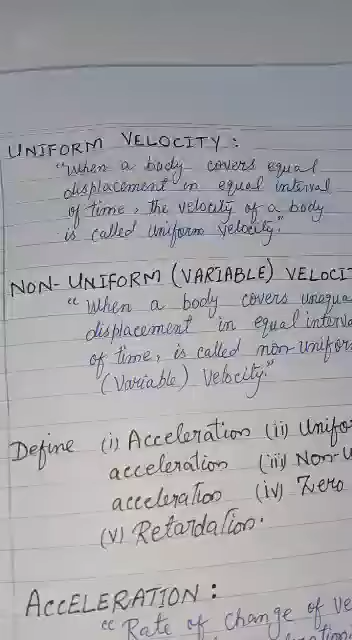 UNIFORM VELOCITY :
"When a body covers equal
displacement in equal interval
of time, the velocity of a body
is called uniform velocity."
NON-UNIFORM (VARIABLE) VELOCI
"When a body covers unequa
displacement in equal interva
of time, is called non-unifor
(Variable) Velocity."
Define (i) Acceleration (ii) Unifo
acceleration (iii) Non-u
acceleration (iv) Zero
(v) Retardation.
ACCELERATION :
"Rate of change of ve